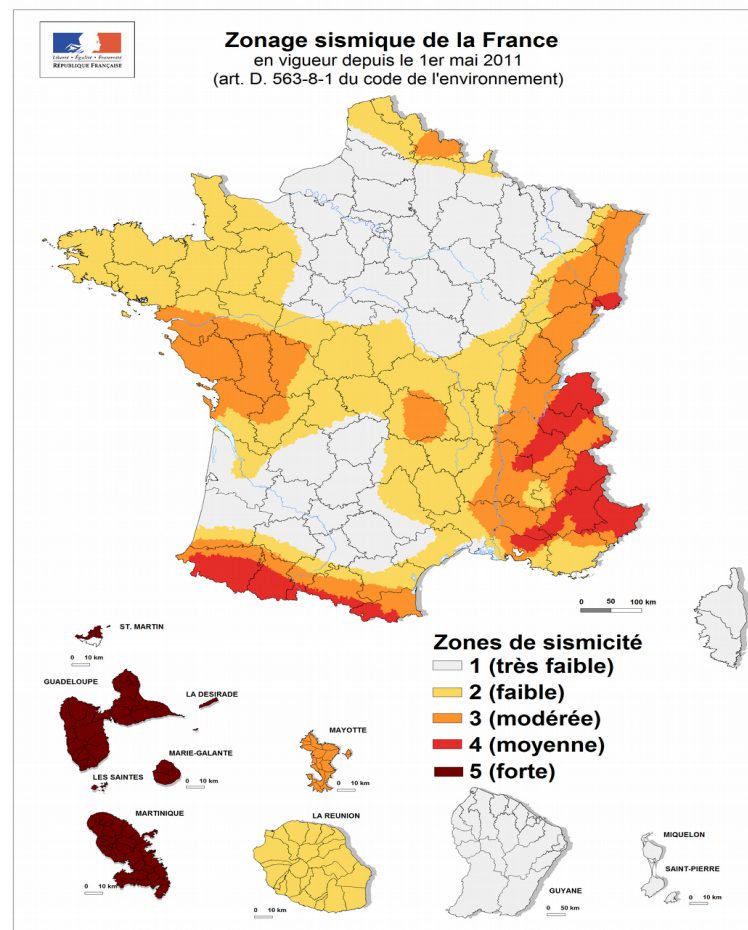 Liberté • Égalité • Fraternité
RÉPUBLIQUE FRANÇAISE
Zonage sismique de la France
en vigueur depuis le 1er mai 2011
(art. D. 563-8-1 du code de l'environnement)
0 50 100 km
ST. MARTIN
0 10 km
GUADELOUPE
LA DESIRADE
MARIE-GALANTE
0 10 km
LES SAINTES
MAYOTTE
0 10 km
Zones de sismicité
1 (très faible)
2 (faible)
3 (modérée)
4 (moyenne)
5 (forte)
MARTINIQUE
0 10 km
LA REUNION
0 10 km
GUYANE
0 50 km
MIQUELON
SAINT-PIERRE
0 10 km